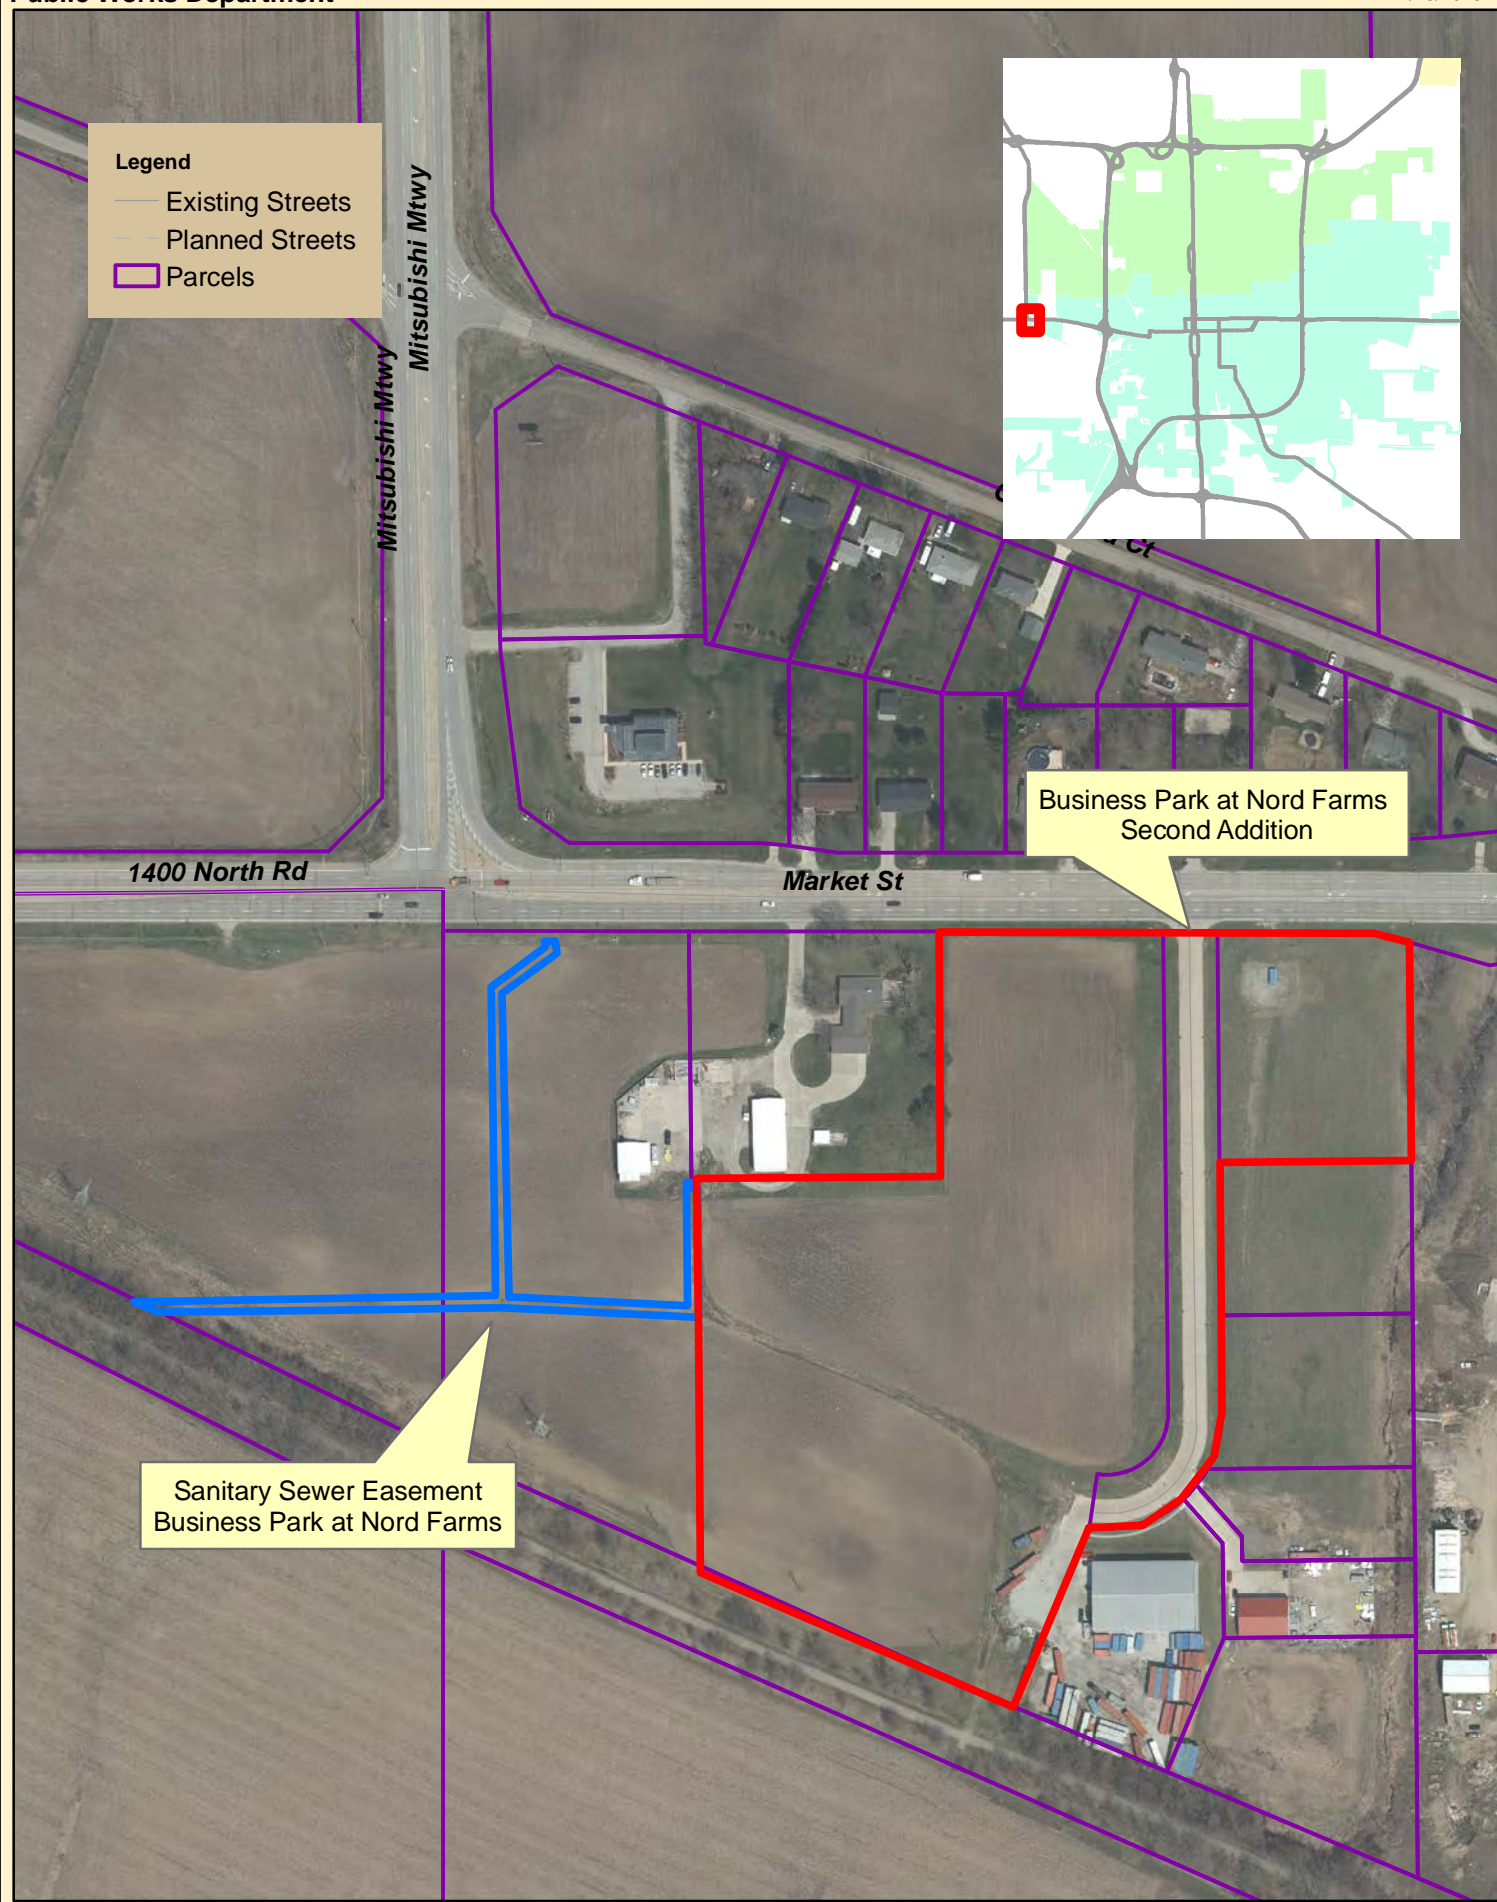 Public Works Department
Legend
Existing Streets
Planned Streets
Parcels
Mitsubishi Mtwy
Mitsubishi Mtwy
Ct
1400 North Rd
Market St
Business Park at Nord Farms
Second Addition
Sanitary Sewer Easement
Business Park at Nord Farms